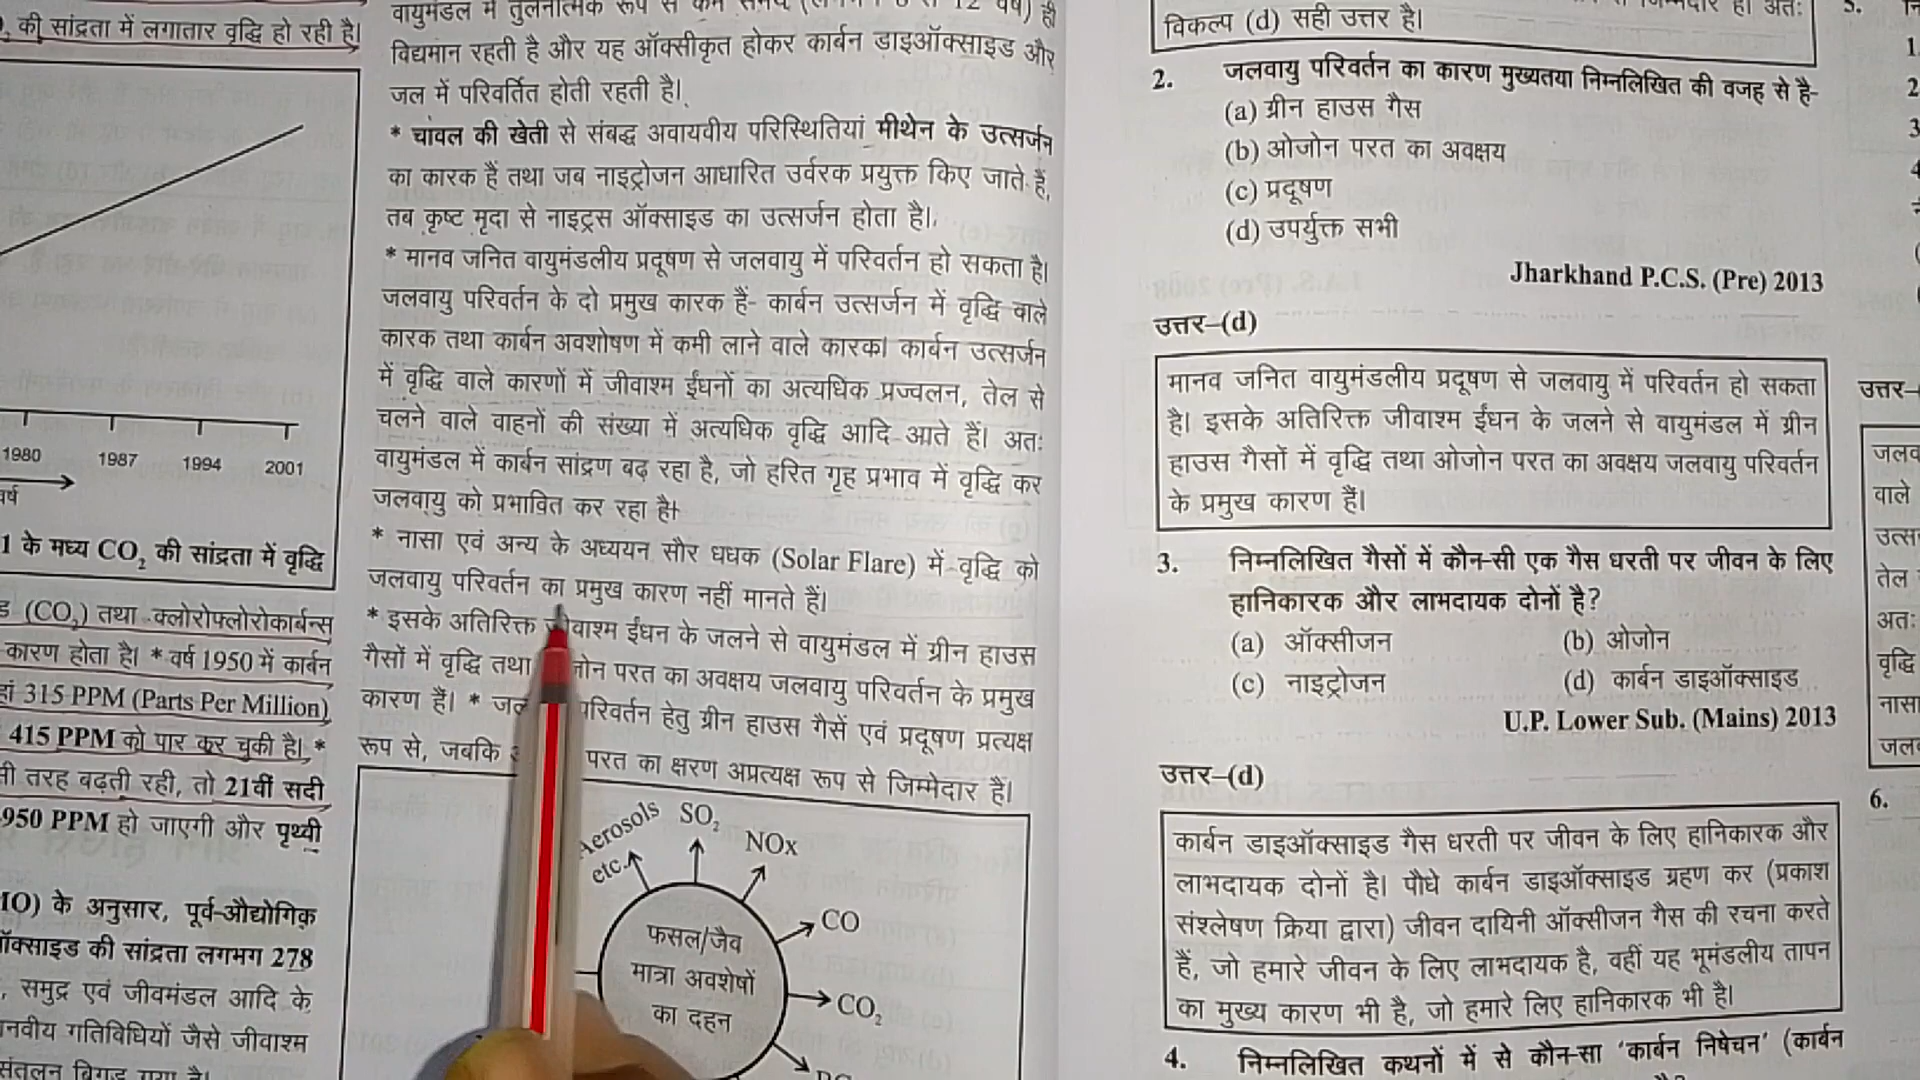 की सांद्रता में लगातार वृद्धि हो रही है।
1980 1987 1994 2001
वर्ष
1 के मध्य CO₂ की सांद्रता में वृद्धि
(CO₂) तथा क्लोरोफ्लोरोकार्बन्स
कारण होता है। * वर्ष 1950 में कार्बन
315 PPM (Parts Per Million)
415 PPM को पार कर चुकी है। *
तरह बढ़ती रही, तो 21वीं सदी
950 PPM हो जाएगी और पृथ्वी
के अनुसार, पूर्व-औद्योगिक
की सांद्रता लगभग 278
, समुद्र एवं जीवमंडल आदि के
गतिविधियों जैसे जीवाश्म
संतुलन बिगड़ गया है।
वायुमंडल में तुलनात्मक रूप से कम समय 12 वर्ष) ही
विद्यमान रहती है और यह ऑक्सीकृत होकर कार्बन डाइऑक्साइड और
जल में परिवर्तित होती रहती है।
* चावल की खेती से संबद्ध अवायवीय परिस्थितियां मीथेन के उत्सर्जन
का कारक हैं तथा जब नाइट्रोजन आधारित उर्वरक प्रयुक्त किए जाते हैं,
तब कृष्ट मृदा से नाइट्रस ऑक्साइड का उत्सर्जन होता है।
* मानव जनित वायुमंडलीय प्रदूषण से जलवायु में परिवर्तन हो सकता है।
जलवायु परिवर्तन के दो प्रमुख कारक हैं- कार्बन उत्सर्जन में वृद्धि वाले
कारक तथा कार्बन अवशोषण में कमी लाने वाले कारक। कार्बन उत्सर्जन
में वृद्धि वाले कारणों में जीवाश्म ईंधनों का अत्यधिक प्रज्वलन, तेल से
चलने वाले वाहनों की संख्या में अत्यधिक वृद्धि आदि आते हैं। अतः
वायुमंडल में कार्बन सांद्रण बढ़ रहा है, जो हरित गृह प्रभाव में वृद्धि कर
जलवायु को प्रभावित कर रहा है।
* नासा एवं अन्य के अध्ययन सौर धधक (Solar Flare) में वृद्धि को
जलवायु परिवर्तन का प्रमुख कारण नहीं मानते हैं।
* इसके अतिरिक्त जीवाश्म ईंधन के जलने से वायुमंडल में ग्रीन हाउस
गैसों में वृद्धि तथा परत का अवक्षय जलवायु परिवर्तन के प्रमुख
कारण हैं। * परिवर्तन हेतु ग्रीन हाउस गैसें एवं प्रदूषण प्रत्यक्ष
रूप से, जबकि परत का क्षरण अप्रत्यक्ष रूप से जिम्मेदार हैं।
Aerosols etc. SO₂ NOx
CO
फसल/जैव
मात्रा अवशेषों
का दहन
CO₂
विकल्प (d) सही उत्तर है।
2. जलवायु परिवर्तन का कारण मुख्यतया निम्नलिखित की वजह से है-
(a) ग्रीन हाउस गैस
(b) ओजोन परत का अवक्षय
(c) प्रदूषण
(d) उपर्युक्त सभी
Jharkhand P.C.S. (Pre) 2013
उत्तर–(d)
मानव जनित वायुमंडलीय प्रदूषण से जलवायु में परिवर्तन हो सकता
है। इसके अतिरिक्त जीवाश्म ईंधन के जलने से वायुमंडल में ग्रीन
हाउस गैसों में वृद्धि तथा ओजोन परत का अवक्षय जलवायु परिवर्तन
के प्रमुख कारण हैं।
3. निम्नलिखित गैसों में कौन-सी एक गैस धरती पर जीवन के लिए
हानिकारक और लाभदायक दोनों है?
(a) ऑक्सीजन (b) ओजोन
(c) नाइट्रोजन (d) कार्बन डाइऑक्साइड
U.P. Lower Sub. (Mains) 2013
उत्तर–(d)
कार्बन डाइऑक्साइड गैस धरती पर जीवन के लिए हानिकारक और
लाभदायक दोनों है। पौधे कार्बन डाइऑक्साइड ग्रहण कर (प्रकाश
संश्लेषण क्रिया द्वारा) जीवन दायिनी ऑक्सीजन गैस की रचना करते
हैं, जो हमारे जीवन के लिए लाभदायक है, वहीं यह भूमंडलीय तापन
का मुख्य कारण भी है, जो हमारे लिए हानिकारक भी है।
4. निम्नलिखित कथनों में से कौन-सा 'कार्बन निषेचन' (कार्बन
5.
उत्तर–
वाले
तेल
अतः
वृद्धि
6.